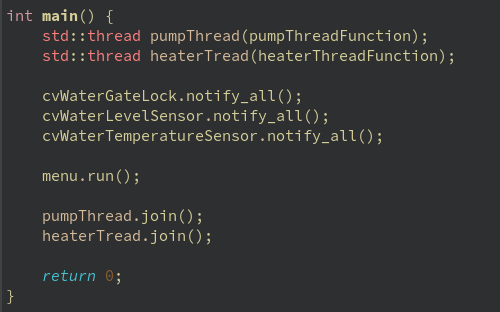 int main() {
    std::thread pumpThread(pumpThreadFunction);
    std::thread heaterTread(heaterThreadFunction);

    cvWaterGateLock.notify_all();
    cvWaterLevelSensor.notify_all();
    cvWaterTemperatureSensor.notify_all();

    menu.run();

    pumpThread.join();
    heaterTread.join();

    return 0;
}